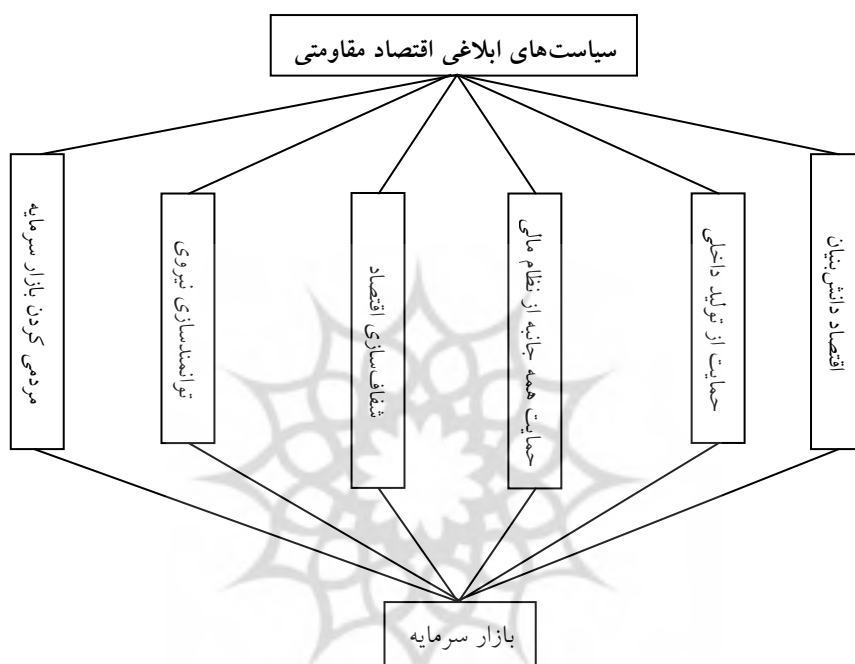 سیاست‌های ابلاغی اقتصاد مقاومتی
اقتصاد دانش‌بنیان
حمایت از تولید داخلی
حمایت همه جانبه از نظام مالی
شفاف‌سازی اقتصاد
توانمندسازی نیروی
مردمی کردن بازار سرمایه
بازار سرمایه